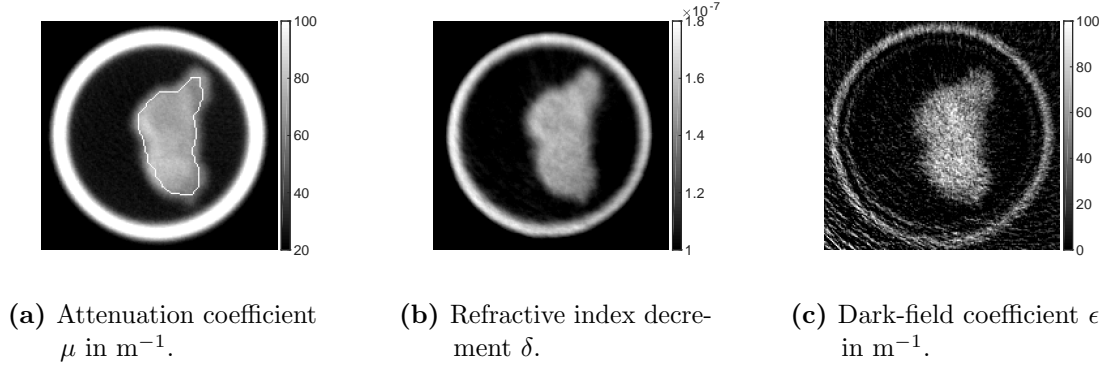 100
80
60
40
20
×10⁻⁷
1.8
1.6
1.4
1.2
1
100
80
60
40
20
0
(a) Attenuation coefficient
μ in m⁻¹.
(b) Refractive index decre-
ment δ.
(c) Dark-field coefficient ϵ
in m⁻¹.